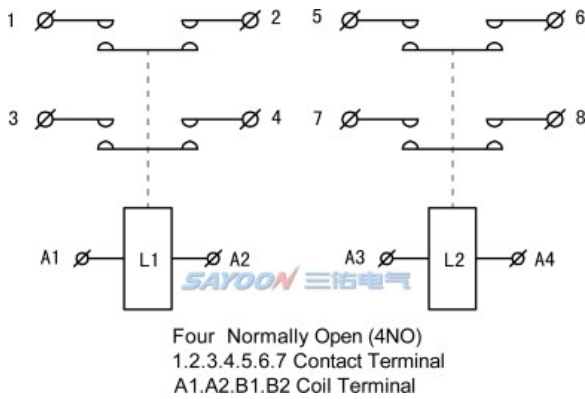 1 2 5 6
3 4 7 8
A1 L1 A2 A3 L2 A4
SAYOON 三佑电气
Four Normally Open (4NO)
1.2.3.4.5.6.7 Contact Terminal
A1.A2.B1.B2 Coil Terminal